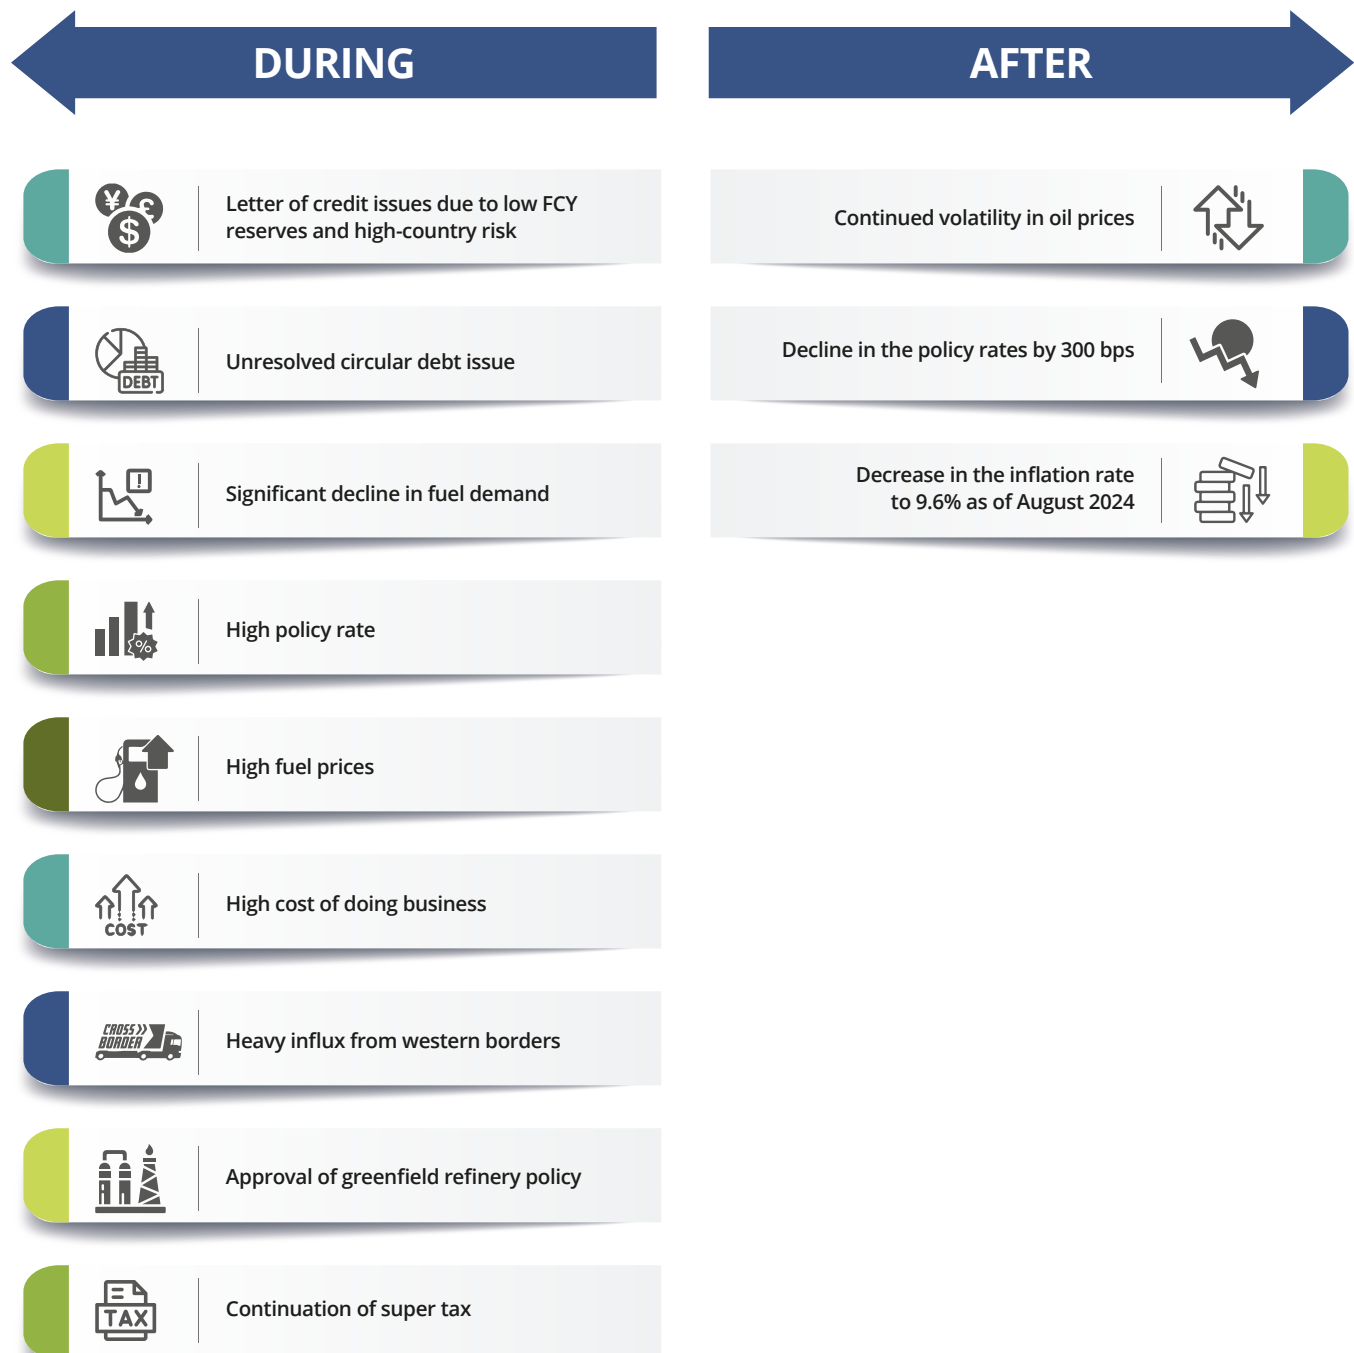 DURING
AFTER
Letter of credit issues due to low FCY
reserves and high-country risk
Unresolved circular debt issue
DEBT
Significant decline in fuel demand
!
High policy rate
%
High fuel prices
High cost of doing business
COST
Heavy influx from western borders
CROSS
BORDER
Approval of greenfield refinery policy
Continuation of super tax
TAX
¥ £
$
Continued volatility in oil prices
Decline in the policy rates by 300 bps
Decrease in the inflation rate
to 9.6% as of August 2024